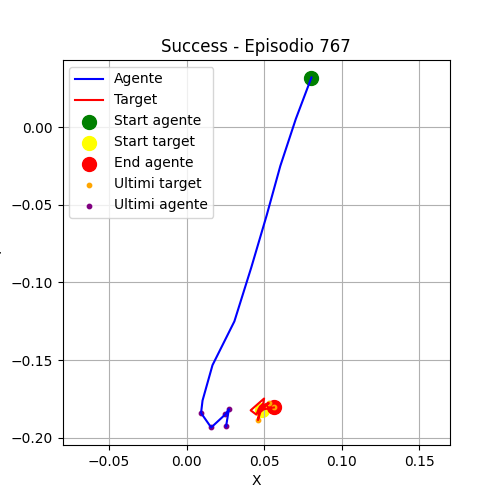 Success - Episodio 767
Agente
Target
Start agente
Start target
End agente
Ultimi target
Ultimi agente
0.00
−0.05
−0.10
−0.15
−0.20
−0.05
0.00
0.05
0.10
0.15
X